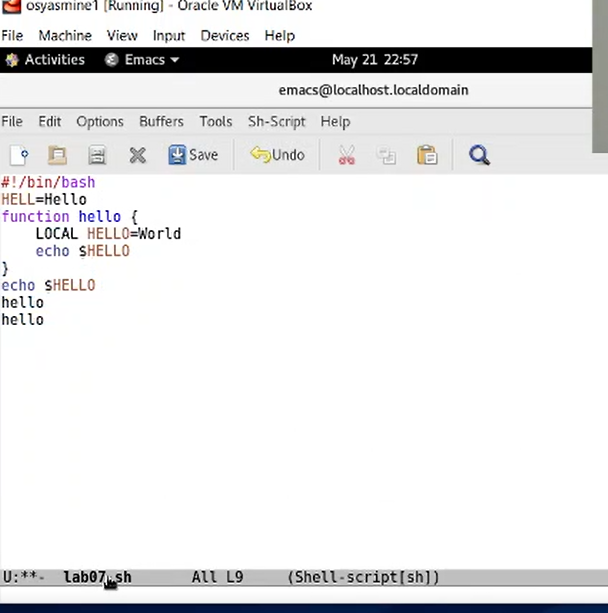 osyasmine1 [Running] - Oracle VM VirtualBox
File Machine View Input Devices Help
Activities Emacs May 21 22:57
emacs@localhost.localdomain
File Edit Options Buffers Tools Sh-Script Help
Save Undo
#!/bin/bash
HELL=Hello
function hello {
    LOCAL HELLO=World
    echo $HELLO
}
echo $HELLO
hello
hello
U:**- lab07.sh All L9 (Shell-script[sh])